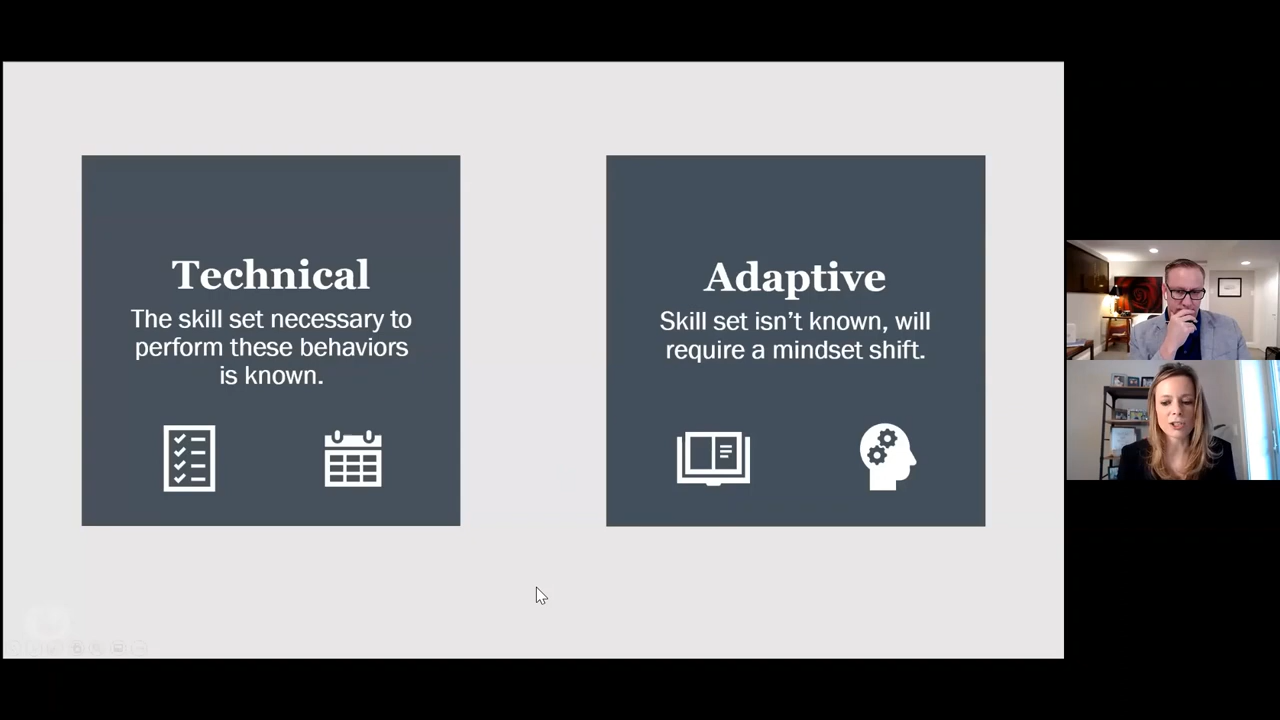 Technical
The skill set necessary to
perform these behaviors
is known.
Adaptive
Skill set isn’t known, will
require a mindset shift.